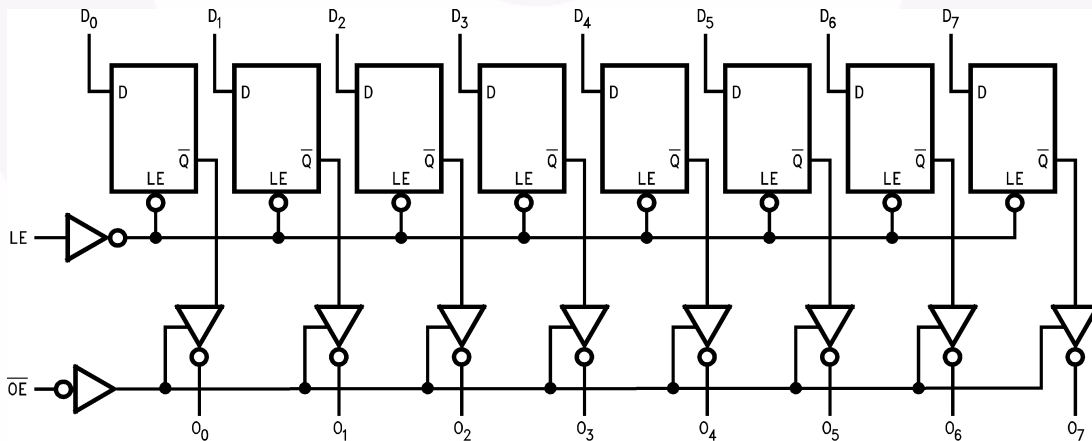 D0 D1 D2 D3 D4 D5 D6 D7
D D D D D D D D
Q̅ Q̅ Q̅ Q̅ Q̅ Q̅ Q̅ Q̅
LE LE LE LE LE LE LE LE
LE
O̅E̅
O0 O1 O2 O3 O4 O5 O6 O7